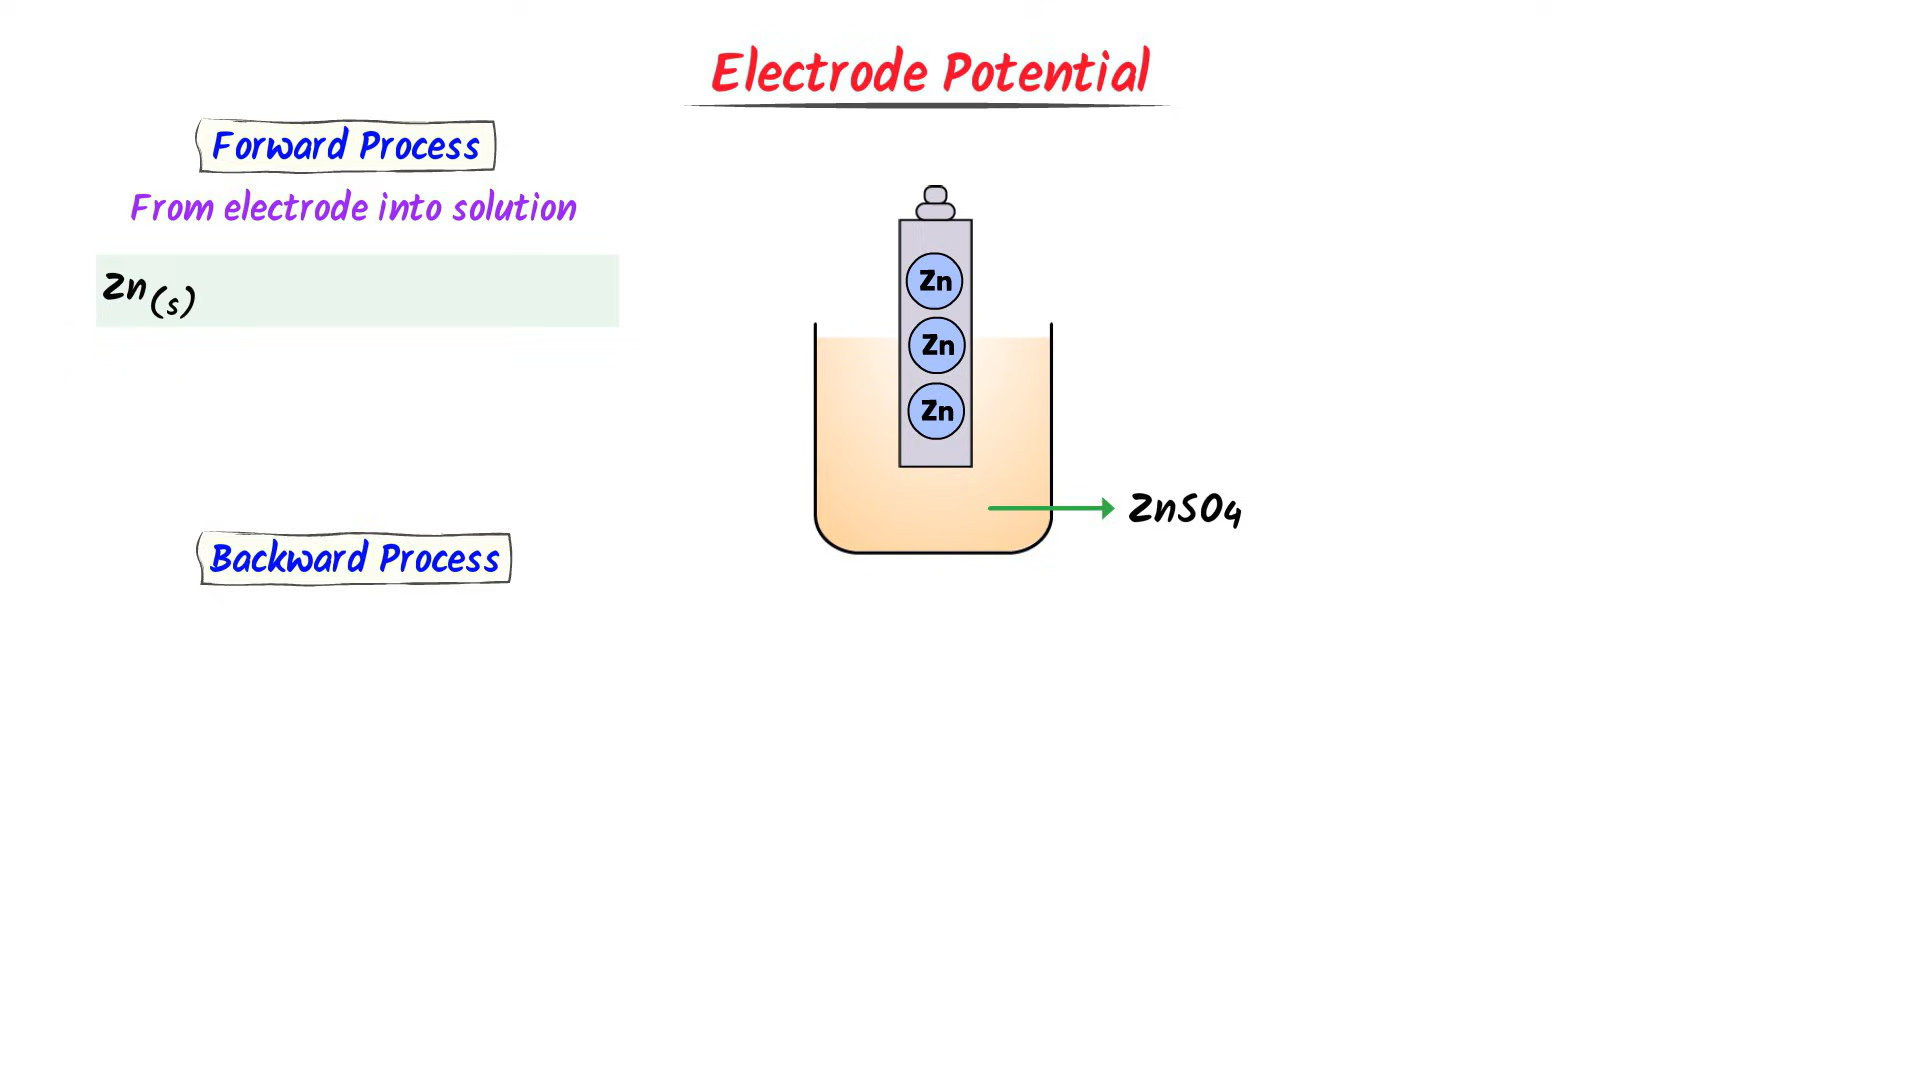 Electrode Potential
Forward Process
From electrode into solution
Zn(s)
Zn
Zn
Zn
ZnSO4
Backward Process